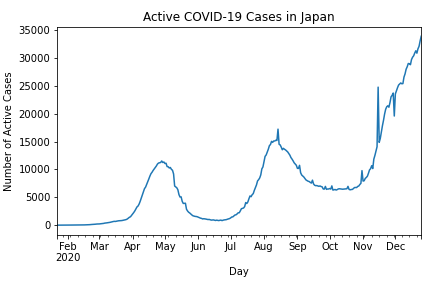 Active COVID-19 Cases in Japan
35000
30000
25000
20000
15000
10000
5000
0
Number of Active Cases
Feb Mar Apr May Jun Jul Aug Sep Oct Nov Dec
2020
Day